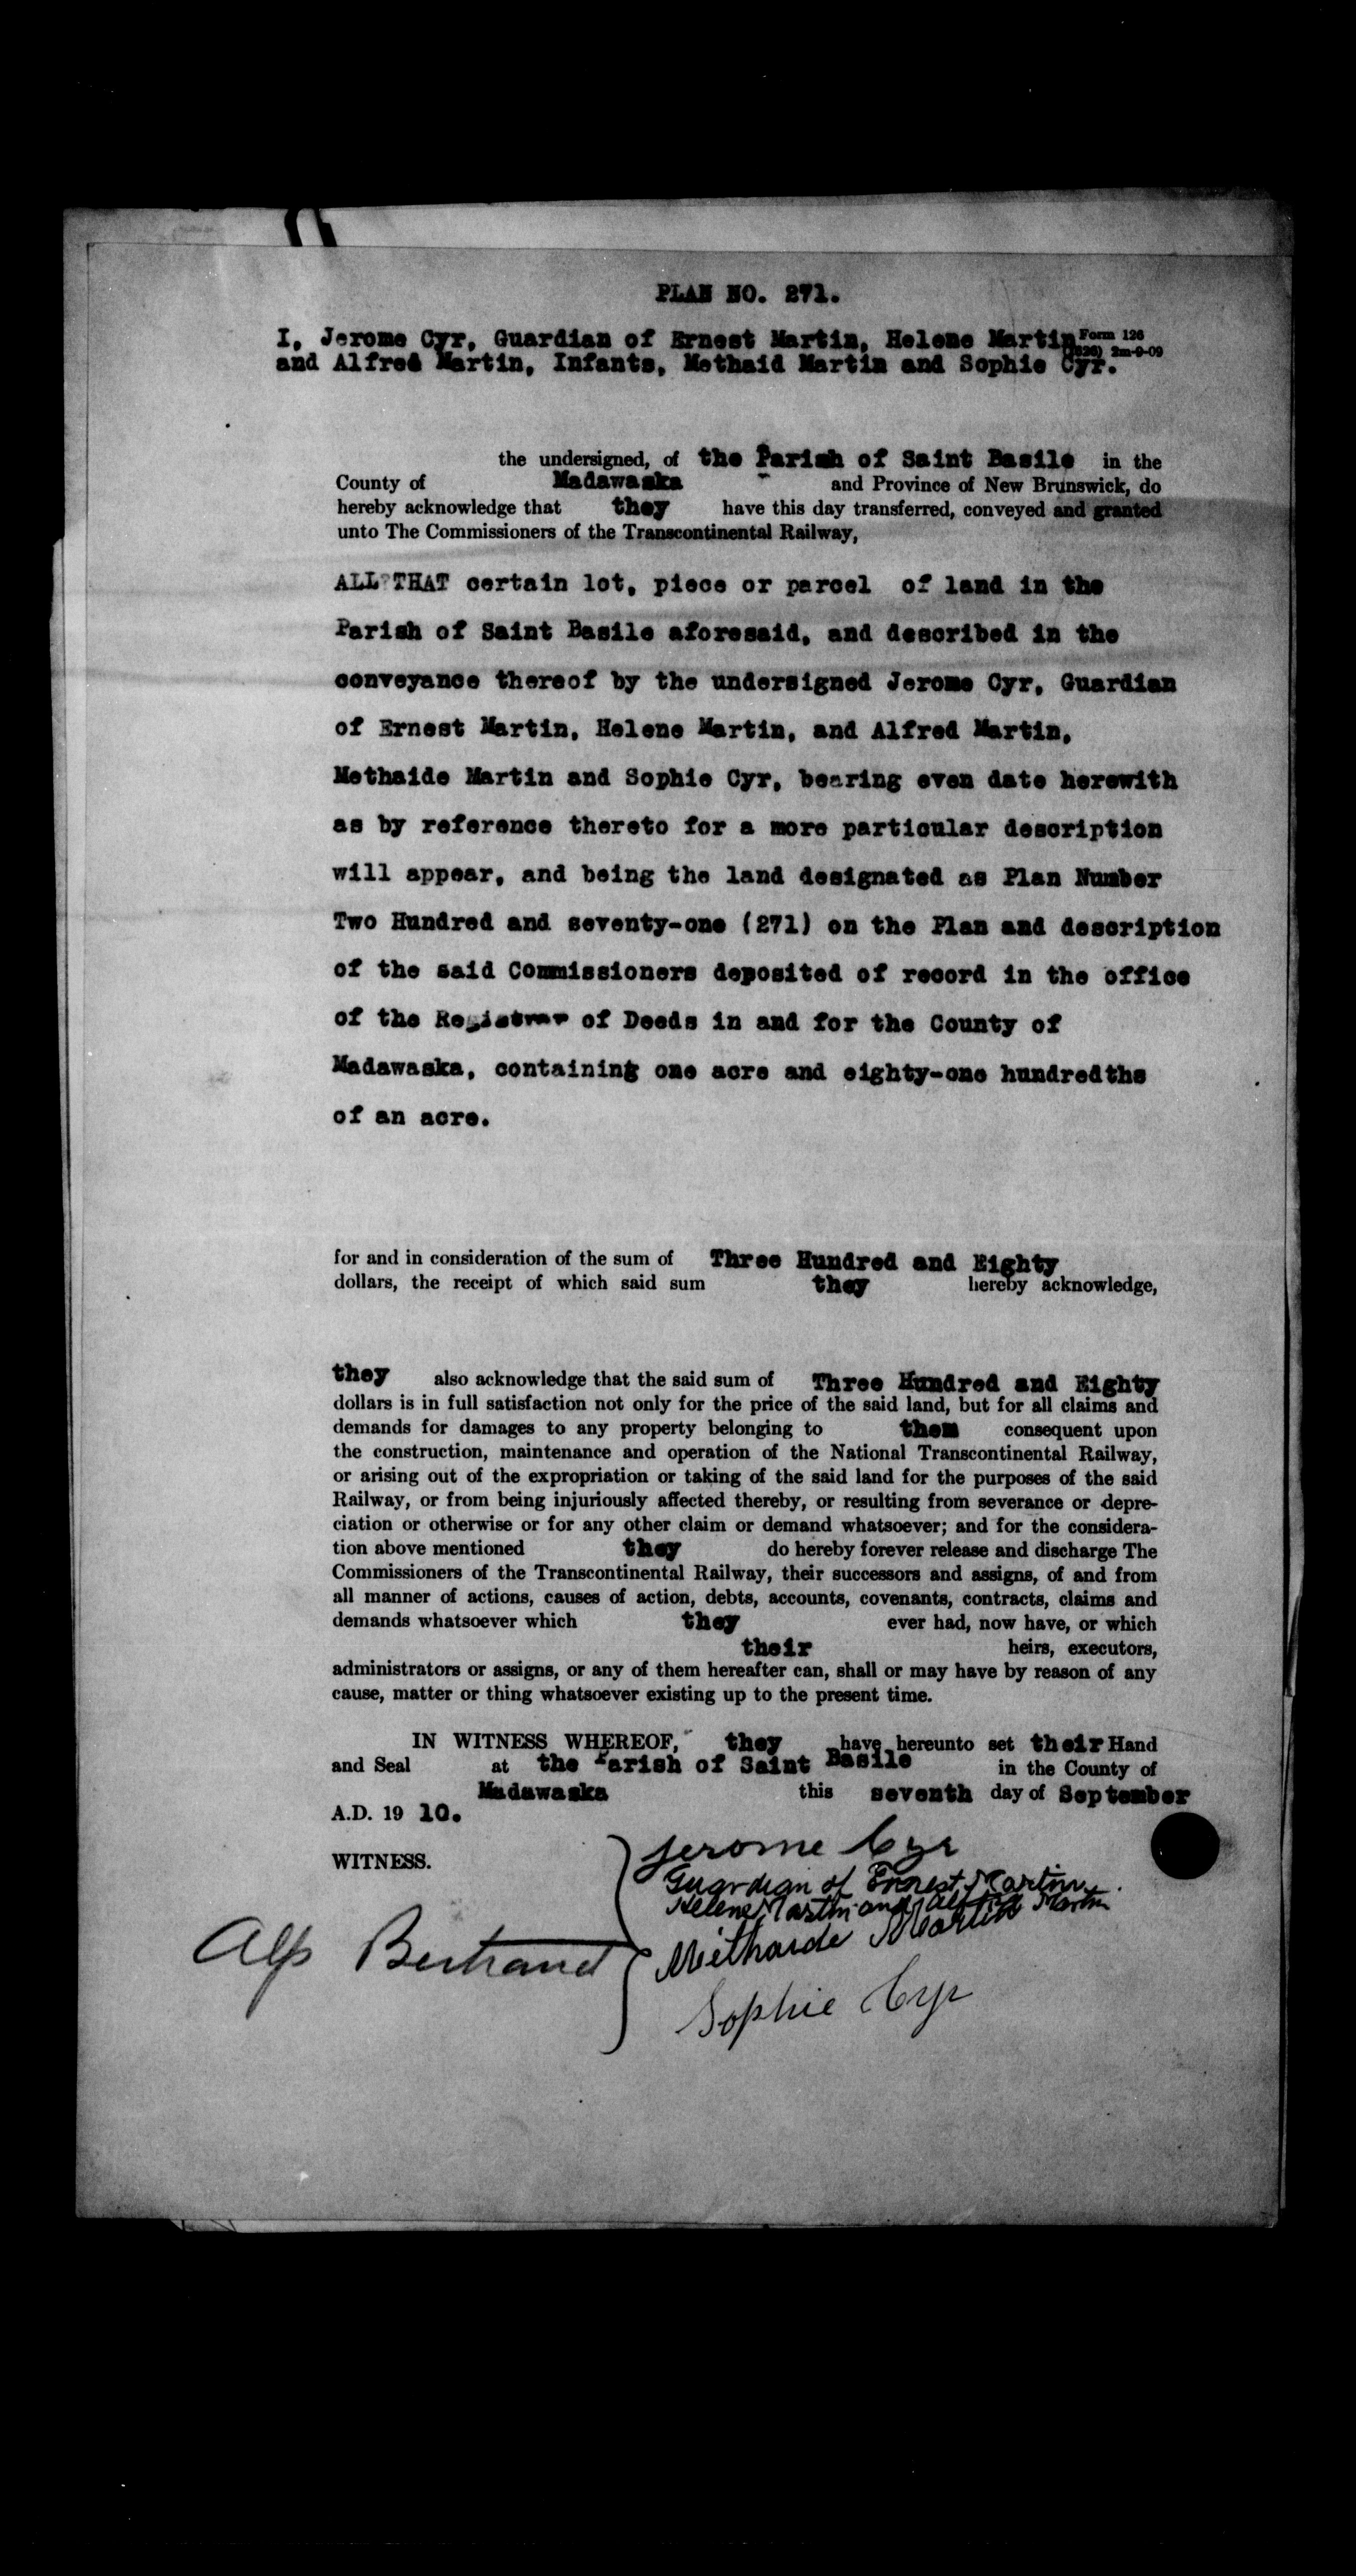 PLAN NO. 271.
I, Jerome Cyr, Guardian of Ernest Martin, Helene Martin Form 126
and Alfred Martin, Infants, Methaid Martin and Sophie Cyr. 2m-9-09
the undersigned, of the Parish of Saint Basile in the
County of Madawaska and Province of New Brunswick, do
hereby acknowledge that they have this day transferred, conveyed and granted
unto The Commissioners of the Transcontinental Railway,
ALL THAT certain lot, piece or parcel of land in the
Parish of Saint Basile aforesaid, and described in the
conveyance thereof by the undersigned Jerome Cyr, Guardian
of Ernest Martin, Helene Martin, and Alfred Martin,
Methaide Martin and Sophie Cyr, bearing even date herewith
as by reference thereto for a more particular description
will appear, and being the land designated as Plan Number
Two Hundred and seventy-one (271) on the Plan and description
of the said Commissioners deposited of record in the office
of the Registrar of Deeds in and for the County of
Madawaska, containing one acre and eighty-one hundredths
of an acre.
for and in consideration of the sum of Three Hundred and Eighty
dollars, the receipt of which said sum they hereby acknowledge,
they also acknowledge that the said sum of Three Hundred and Eighty
dollars is in full satisfaction not only for the price of the said land, but for all claims and
demands for damages to any property belonging to them consequent upon
the construction, maintenance and operation of the National Transcontinental Railway,
or arising out of the expropriation or taking of the said land for the purposes of the said
Railway, or from being injuriously affected thereby, or resulting from severance or depre-
ciation or otherwise or for any other claim or demand whatsoever; and for the considera-
tion above mentioned they do hereby forever release and discharge The
Commissioners of the Transcontinental Railway, their successors and assigns, of and from
all manner of actions, causes of action, debts, accounts, covenants, contracts, claims and
demands whatsoever which they ever had, now have, or which
their heirs, executors,
administrators or assigns, or any of them hereafter can, shall or may have by reason of any
cause, matter or thing whatsoever existing up to the present time.
IN WITNESS WHEREOF, they have hereunto set their Hand
and Seal at the Parish of Saint Basile in the County of
Madawaska this seventh day of September
A.D. 19 10.
WITNESS.
Jerome Cyr
Guardian of Ernest Martin.
Helene Martin and Alfred Martin
Alp Bertrand
Methaide Martin
Sophie Cyr